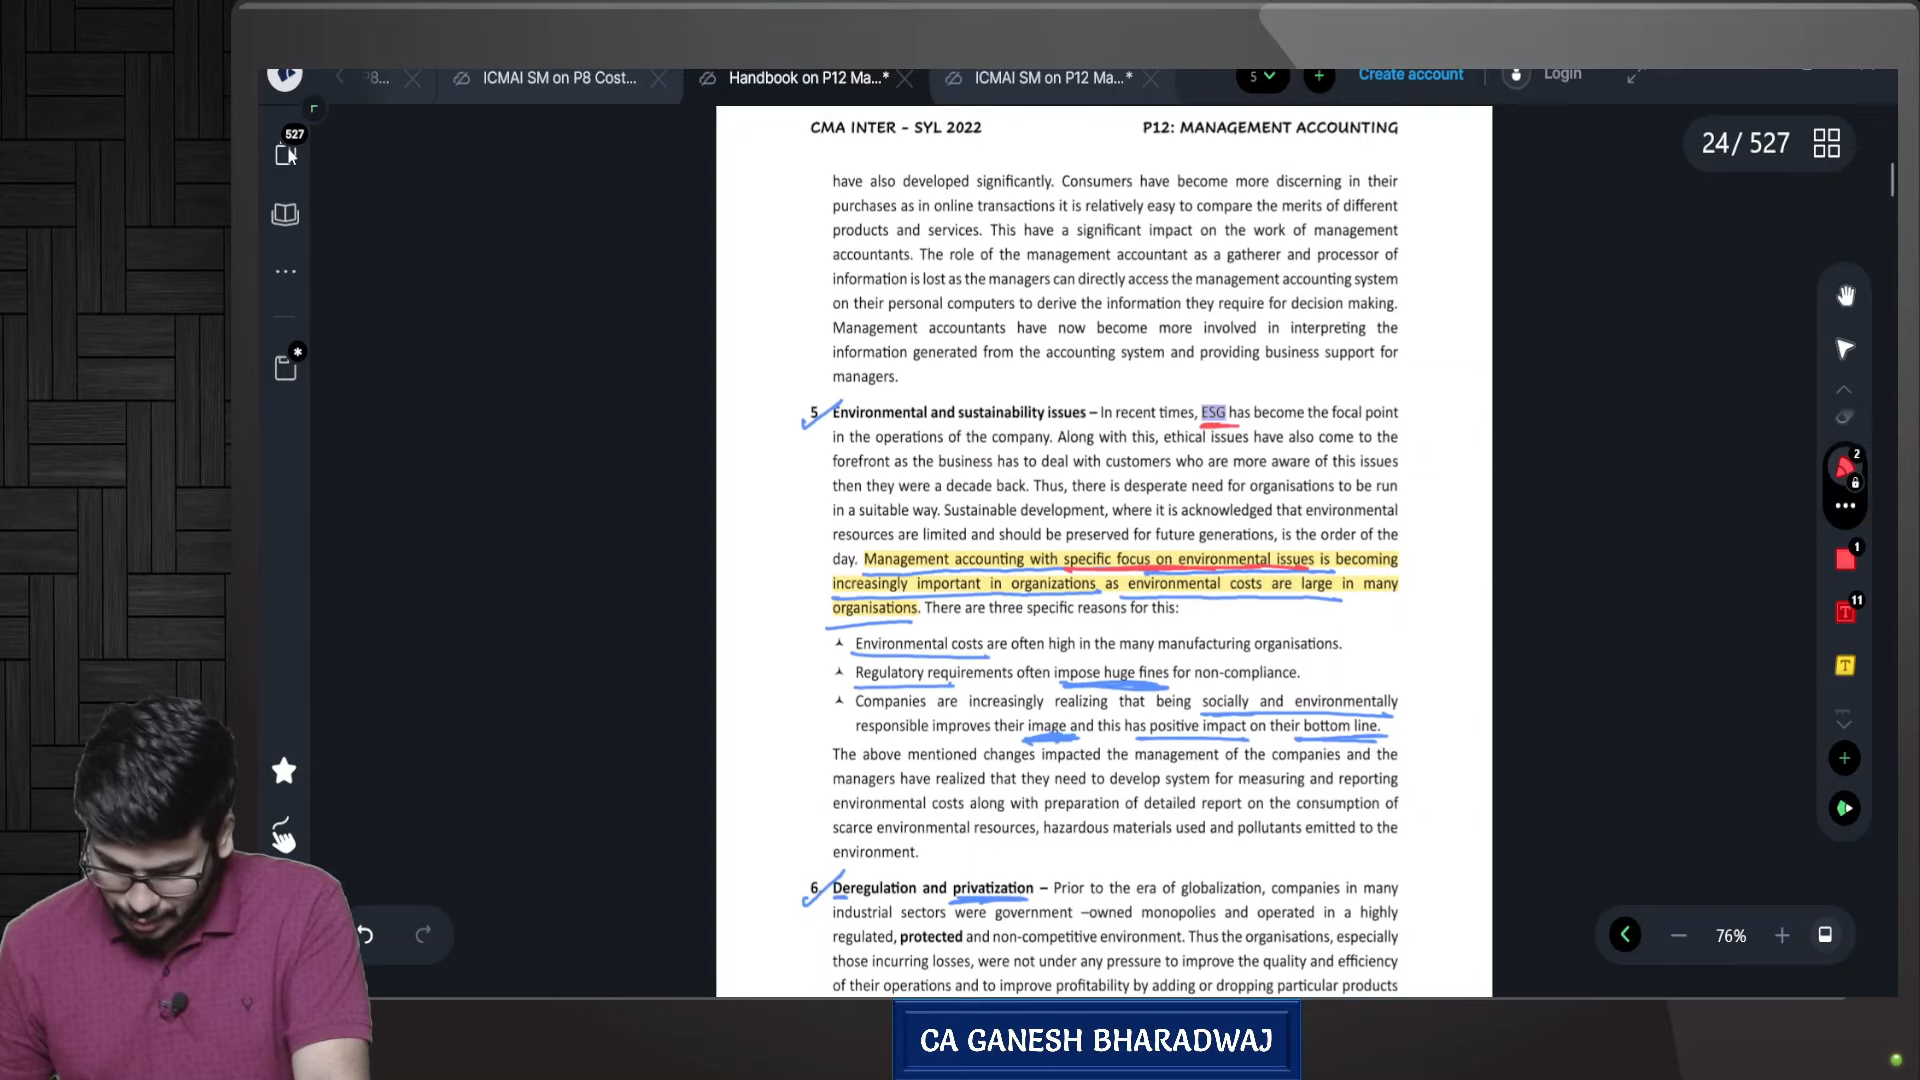 P8...
ICMAI SM on P8 Cost...
Handbook on P12 Ma...*
ICMAI SM on P12 Ma...*
5
Create account
Login
527
24/ 527
CMA INTER – SYL 2022
P12: MANAGEMENT ACCOUNTING
have also developed significantly. Consumers have become more discerning in their
purchases as in online transactions it is relatively easy to compare the merits of different
products and services. This have a significant impact on the work of management
accountants. The role of the management accountant as a gatherer and processor of
information is lost as the managers can directly access the management accounting system
on their personal computers to derive the information they require for decision making.
Management accountants have now become more involved in interpreting the
information generated from the accounting system and providing business support for
managers.
5 Environmental and sustainability issues – In recent times, ESG has become the focal point
in the operations of the company. Along with this, ethical issues have also come to the
forefront as the business has to deal with customers who are more aware of this issues
then they were a decade back. Thus, there is desperate need for organisations to be run
in a suitable way. Sustainable development, where it is acknowledged that environmental
resources are limited and should be preserved for future generations, is the order of the
day. Management accounting with specific focus on environmental issues is becoming
increasingly important in organizations as environmental costs are large in many
organisations. There are three specific reasons for this:
Environmental costs are often high in the many manufacturing organisations.
Regulatory requirements often impose huge fines for non-compliance.
Companies are increasingly realizing that being socially and environmentally
responsible improves their image and this has positive impact on their bottom line.
The above mentioned changes impacted the management of the companies and the
managers have realized that they need to develop system for measuring and reporting
environmental costs along with preparation of detailed report on the consumption of
scarce environmental resources, hazardous materials used and pollutants emitted to the
environment.
6 Deregulation and privatization – Prior to the era of globalization, companies in many
industrial sectors were government –owned monopolies and operated in a highly
regulated, protected and non-competitive environment. Thus the organisations, especially
those incurring losses, were not under any pressure to improve the quality and efficiency
of their operations and to improve profitability by adding or dropping particular products
2
1
11
T
T
76%
CA GANESH BHARADWAJ